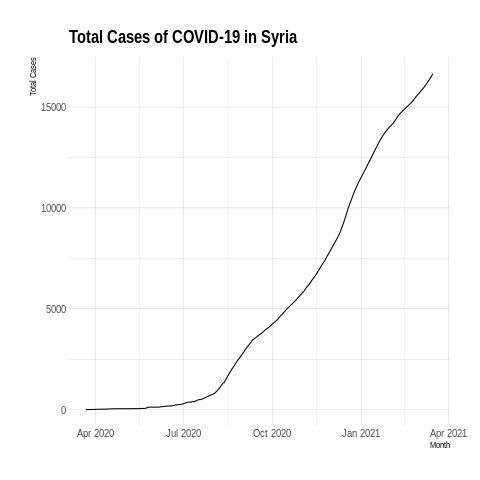 Total Cases of COVID-19 in Syria
Total Cases
15000
10000
5000
0
Apr 2020 Jul 2020 Oct 2020 Jan 2021 Apr 2021
Month